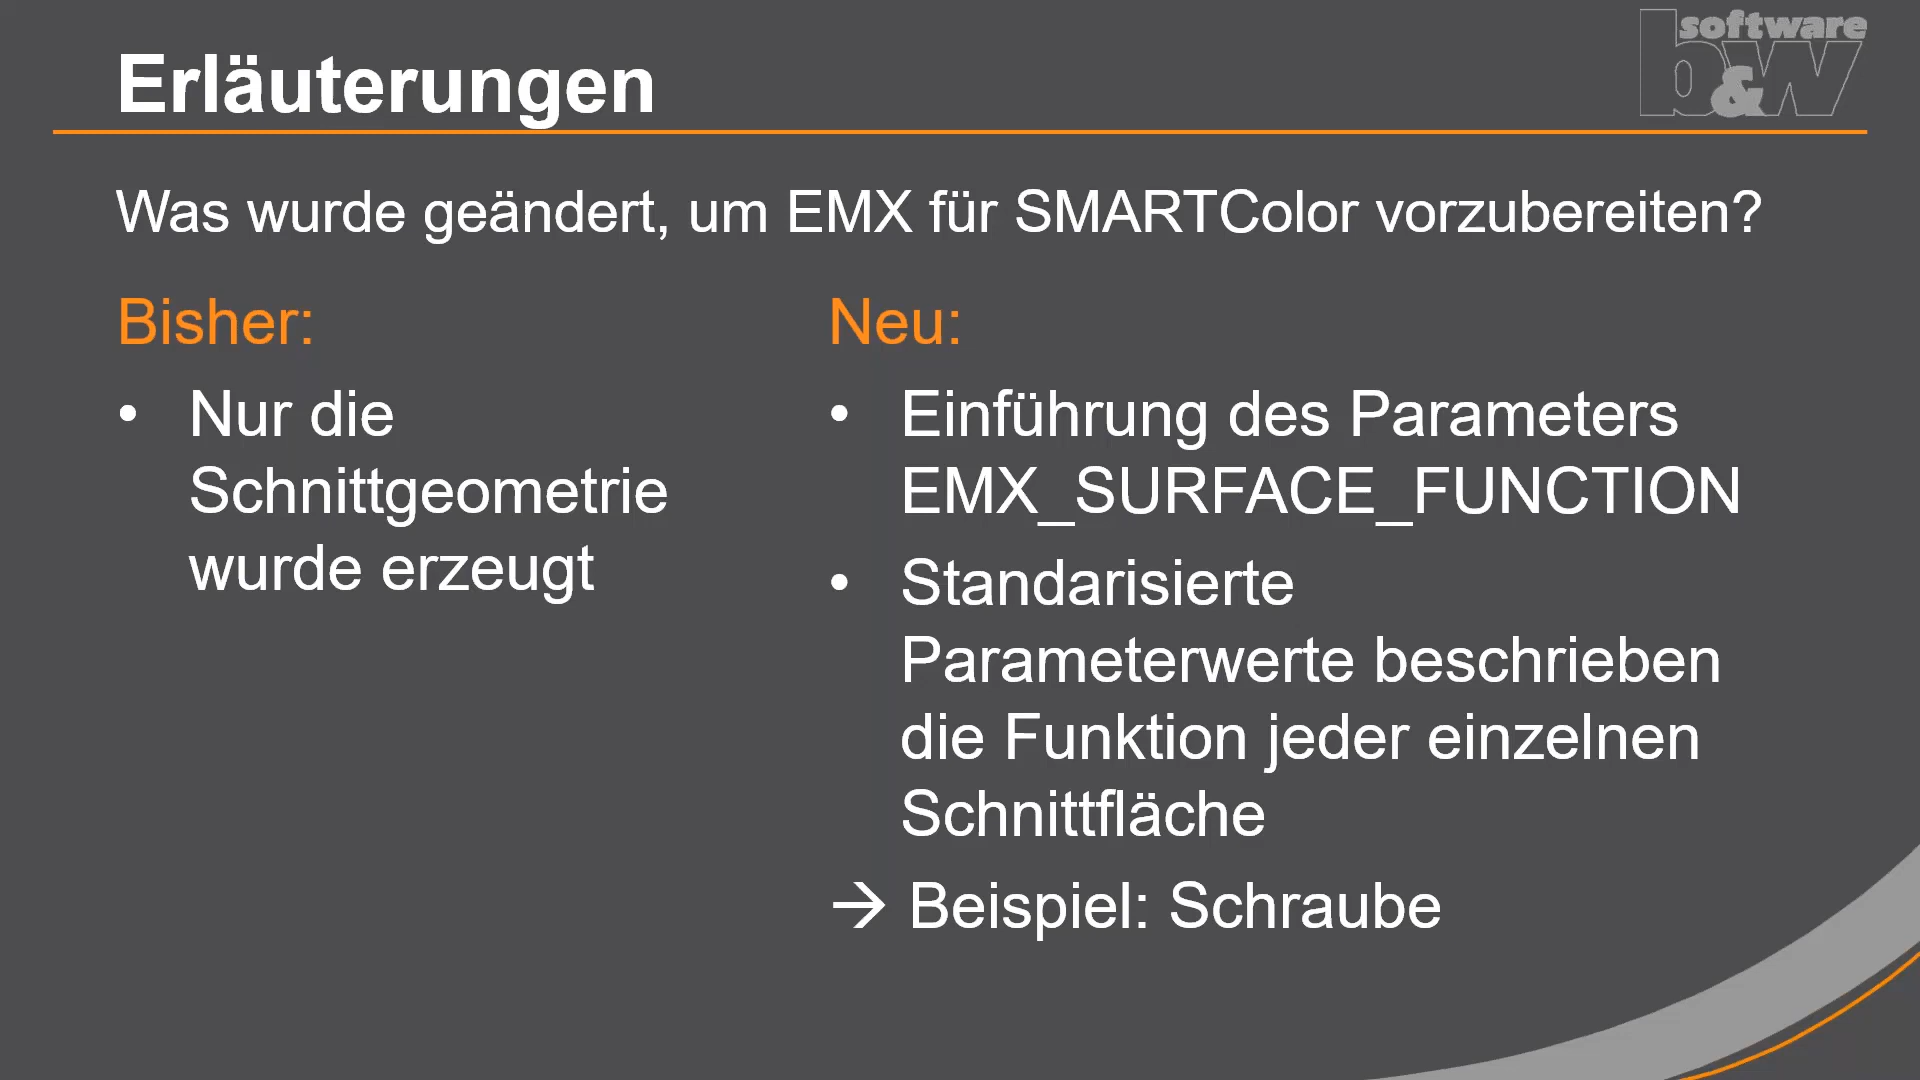 Erläuterungen
software
b&w
Was wurde geändert, um EMX für SMARTColor vorzubereiten?
Bisher:
• Nur die
Schnittgeometrie
wurde erzeugt
Neu:
• Einführung des Parameters
EMX_SURFACE_FUNCTION
• Standarisierte
Parameterwerte beschrieben
die Funktion jeder einzelnen
Schnittfläche
→ Beispiel: Schraube